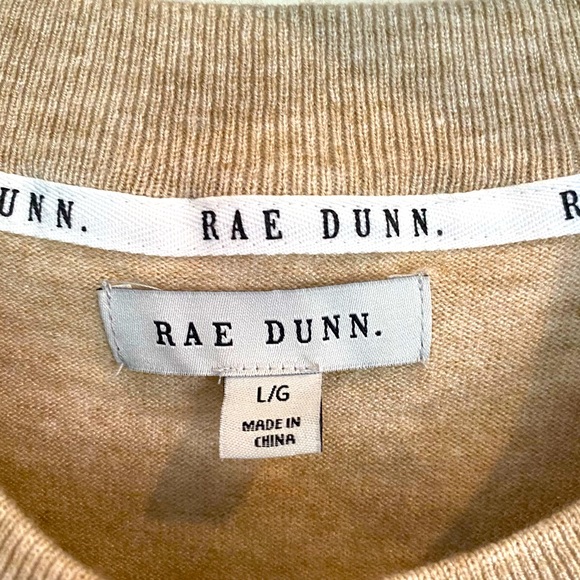 UNN. RAE DUNN. R
RAE DUNN.
L/G
MADE IN
CHINA